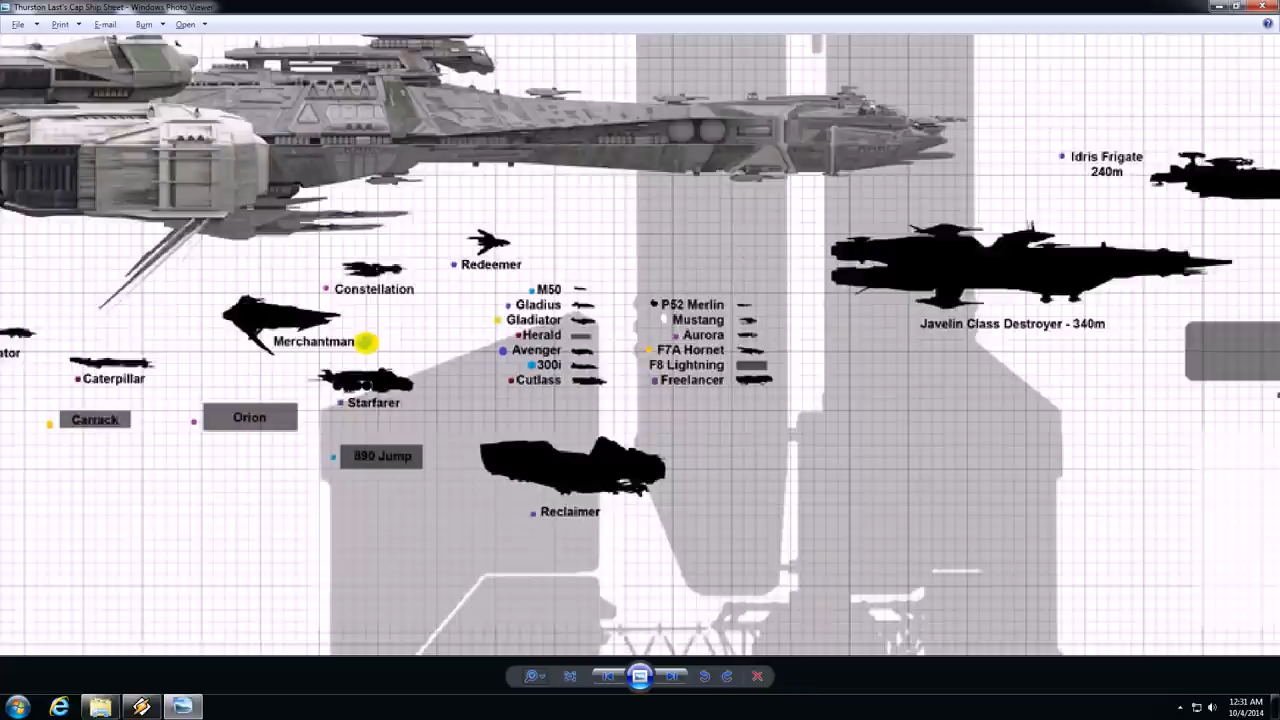 Thurston Last's Cap Ship Sheet - Windows Photo Viewer
File Print E-mail Burn Open
Idris Frigate
240m
Redeemer
Constellation
M50
Gladius
Gladiator
Herald
Avenger
300i
Cutlass
P52 Merlin
Mustang
Aurora
F7A Hornet
F8 Lightning
Freelancer
Javelin Class Destroyer - 340m
Merchantman
ator
Caterpillar
Starfarer
Carrack
Orion
890 Jump
Reclaimer
12:31 AM
10/4/2014